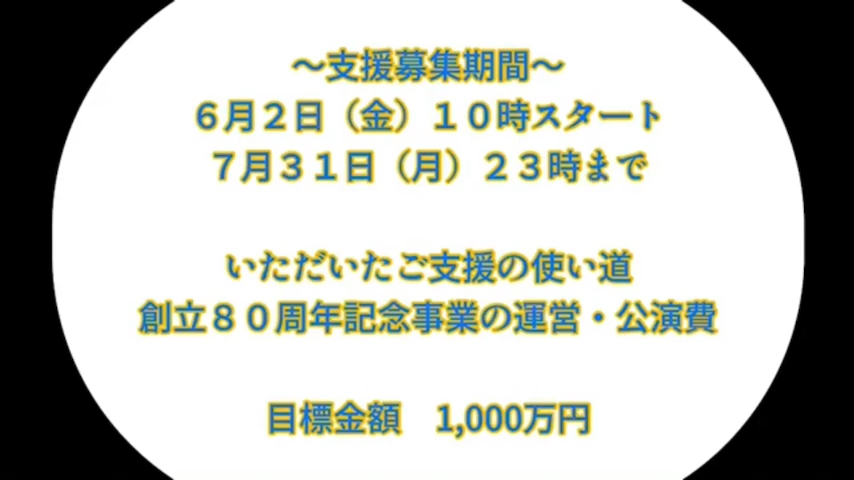 ～支援募集期間～
６月２日（金）１０時スタート
７月３１日（月）２３時まで
いただいたご支援の使い道
創立８０周年記念事業の運営・公演費
目標金額　1,000万円